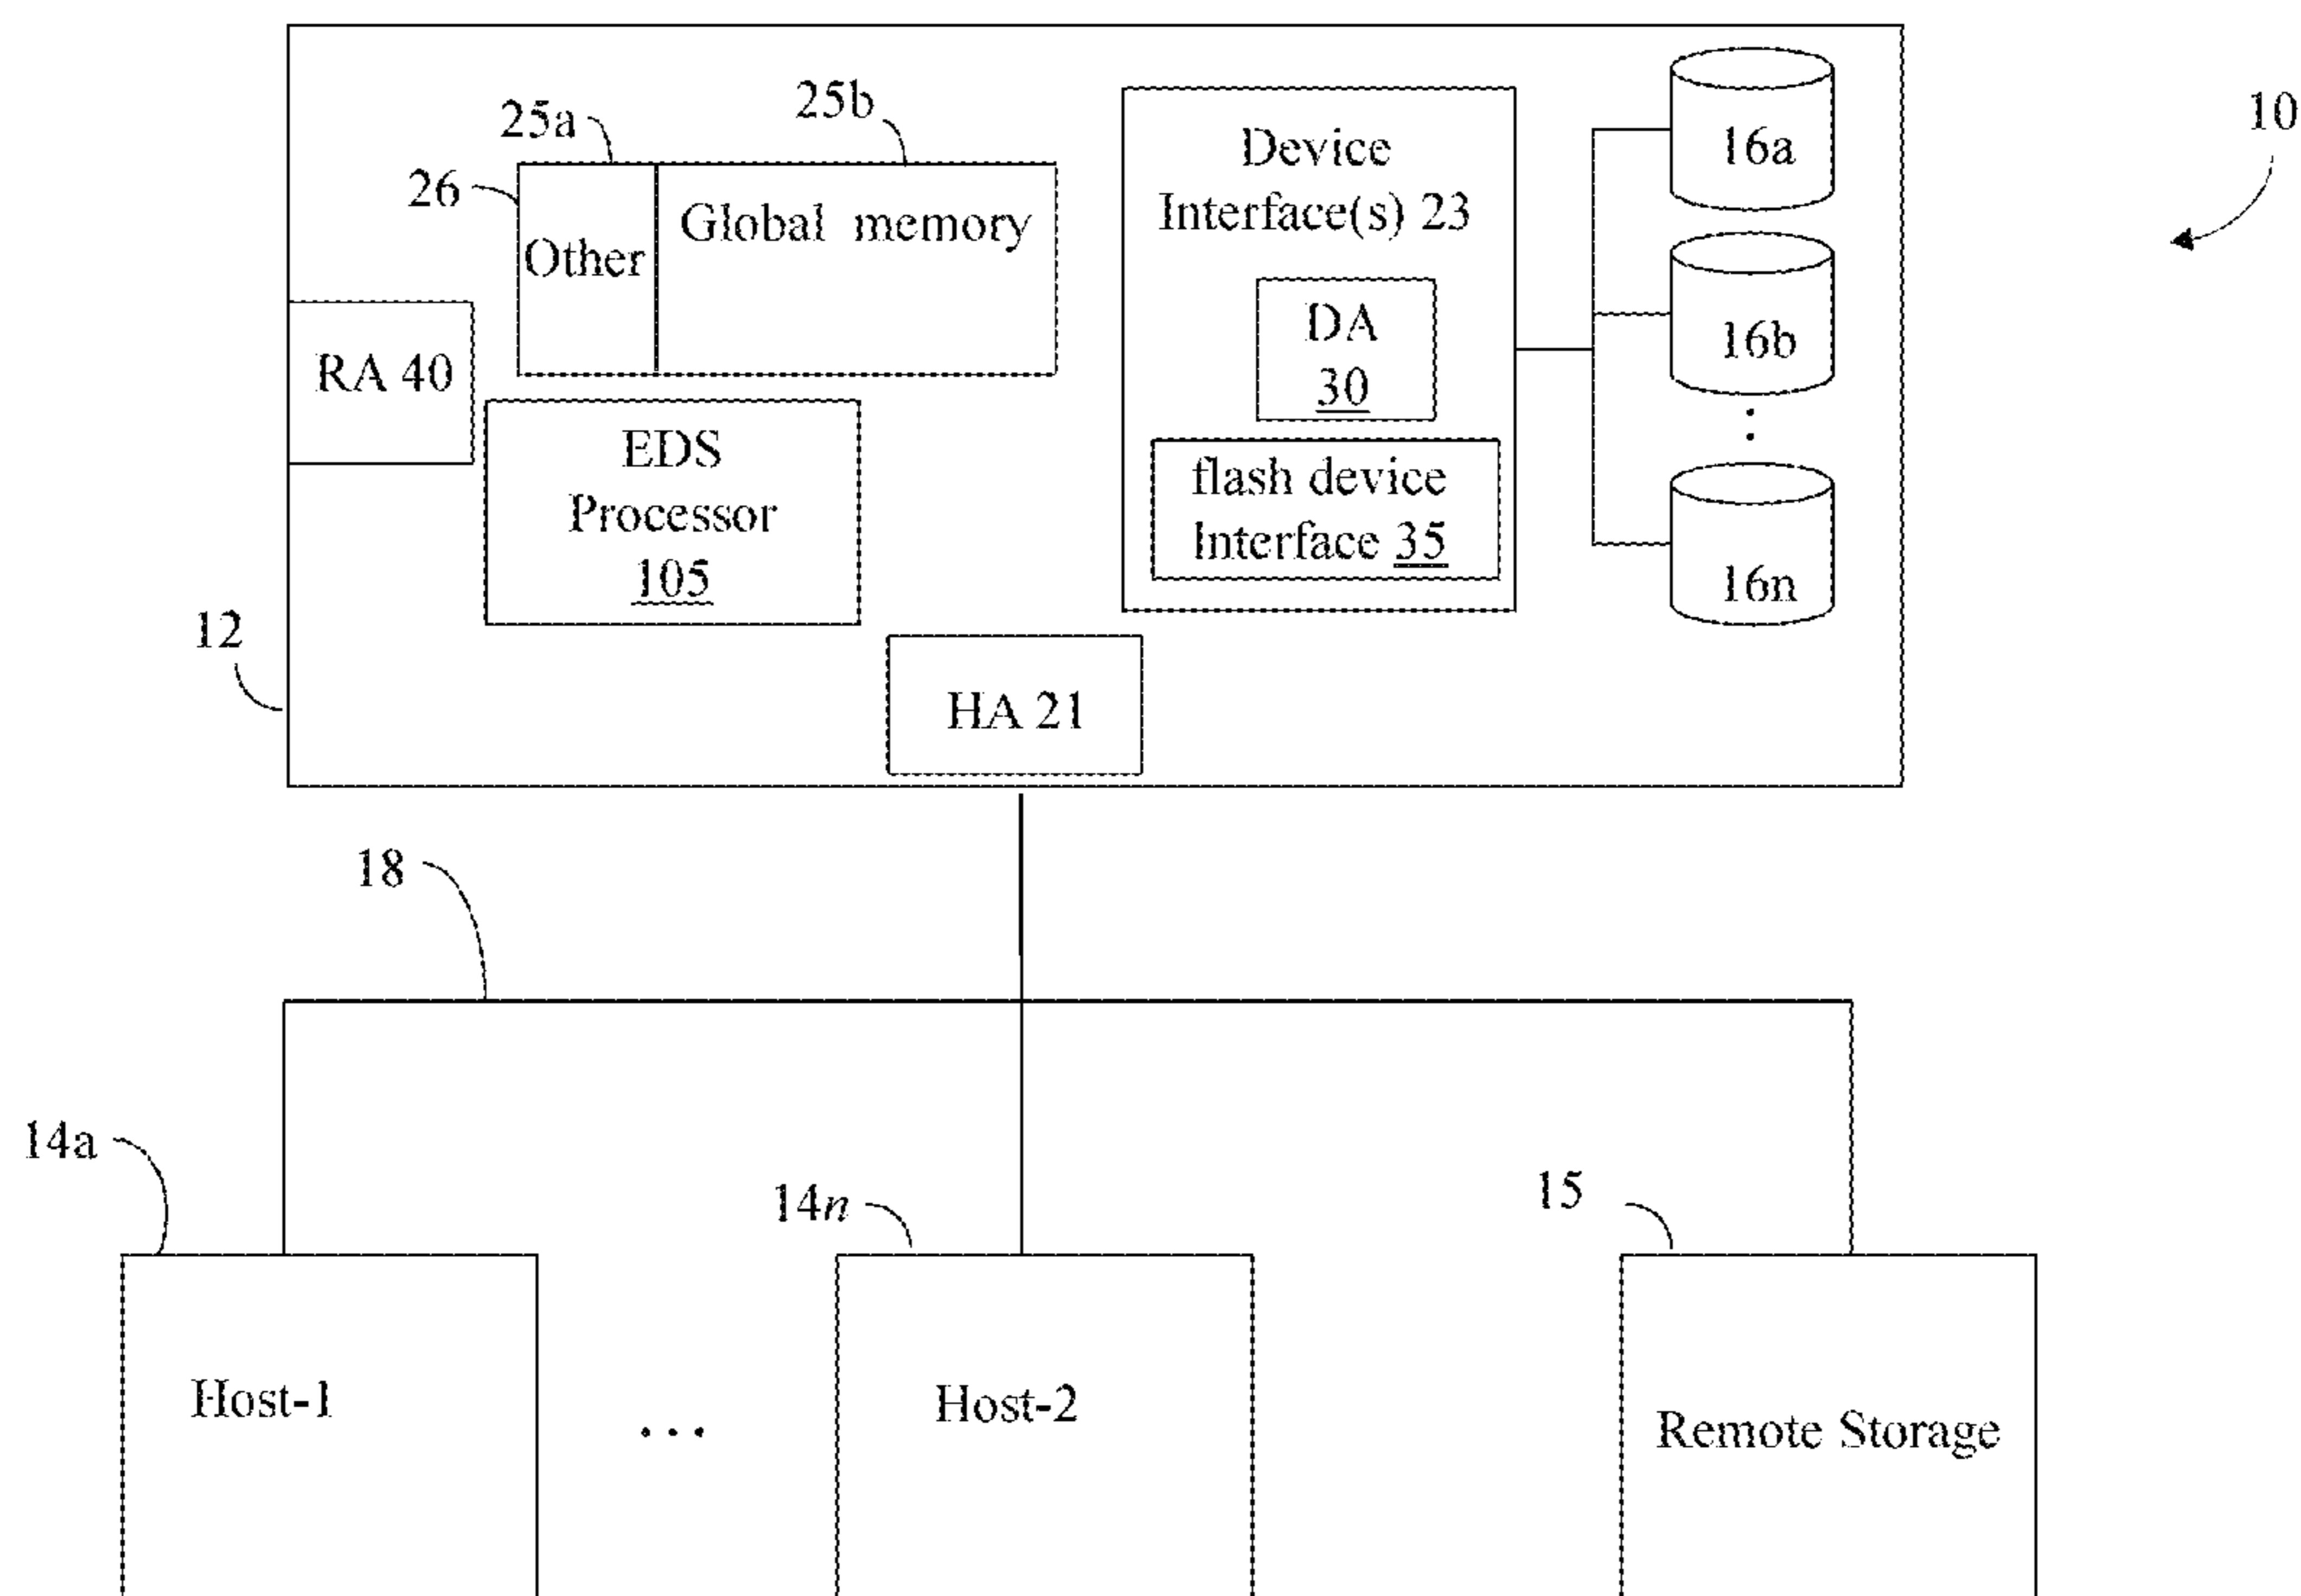 10
25a
25b
26
Other
Global memory
Device
Interface(s) 23
DA
30
flash device
Interface 35
16a
16b
16n
RA 40
EDS
Processor
105
HA 21
12
18
14a
14n
15
Host-1
...
Host-2
Remote Storage